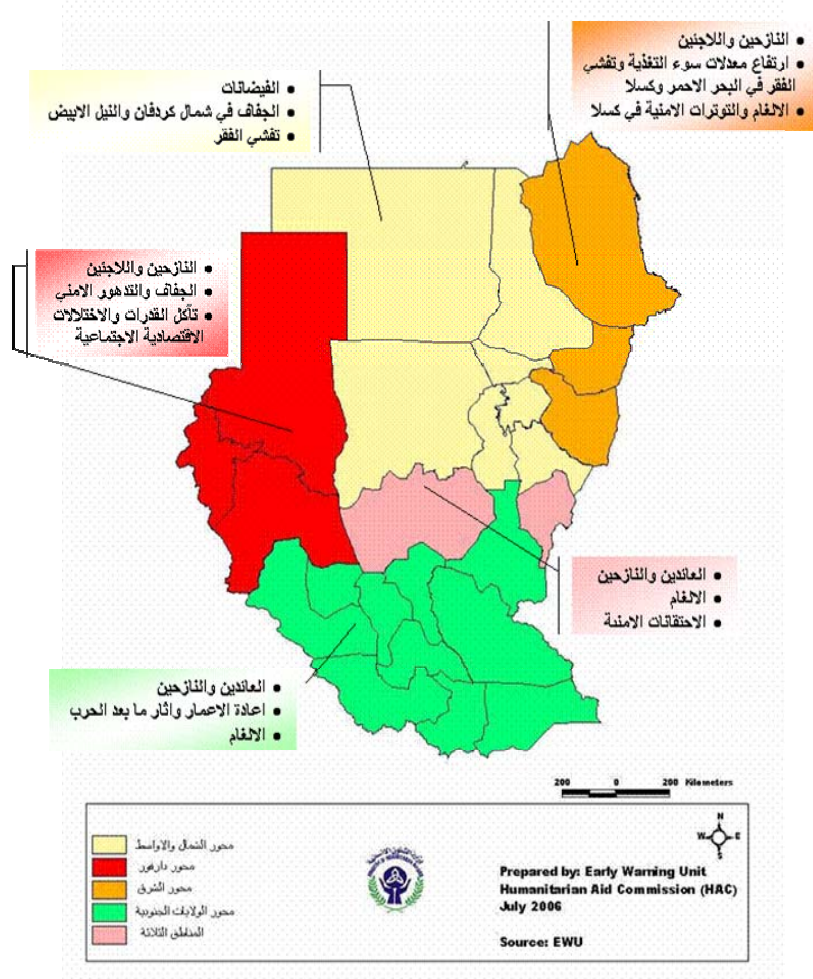 النازحين واللاجئين
ارتفاع معدلات سوء التغذية وتفشي
الفقر في البحر الاحمر وكسلا
الالغام والتوترات الامنية في كسلا
الفيضانات
الجفاف في شمال كردفان والنيل الابيض
تفشي الفقر
النازحين واللاجئين
الجفاف والتدهور الامني
تآكل القدرات والاختلالات
الاقتصادية الاجتماعية
العائدين والنازحين
الالغام
الاحتقانات الامنية
العائدين والنازحين
اعادة الاعمار واثار ما بعد الحرب
الالغام
200 0 200 Kilometers
محور الشمال والاواسط
محور دارفور
محور الشرق
محور الولايات الجنوبية
المناطق الثلاثة
N
W E
S
Prepared by: Early Warning Unit
Humanitarian Aid Commission (HAC)
July 2006
Source: EWU